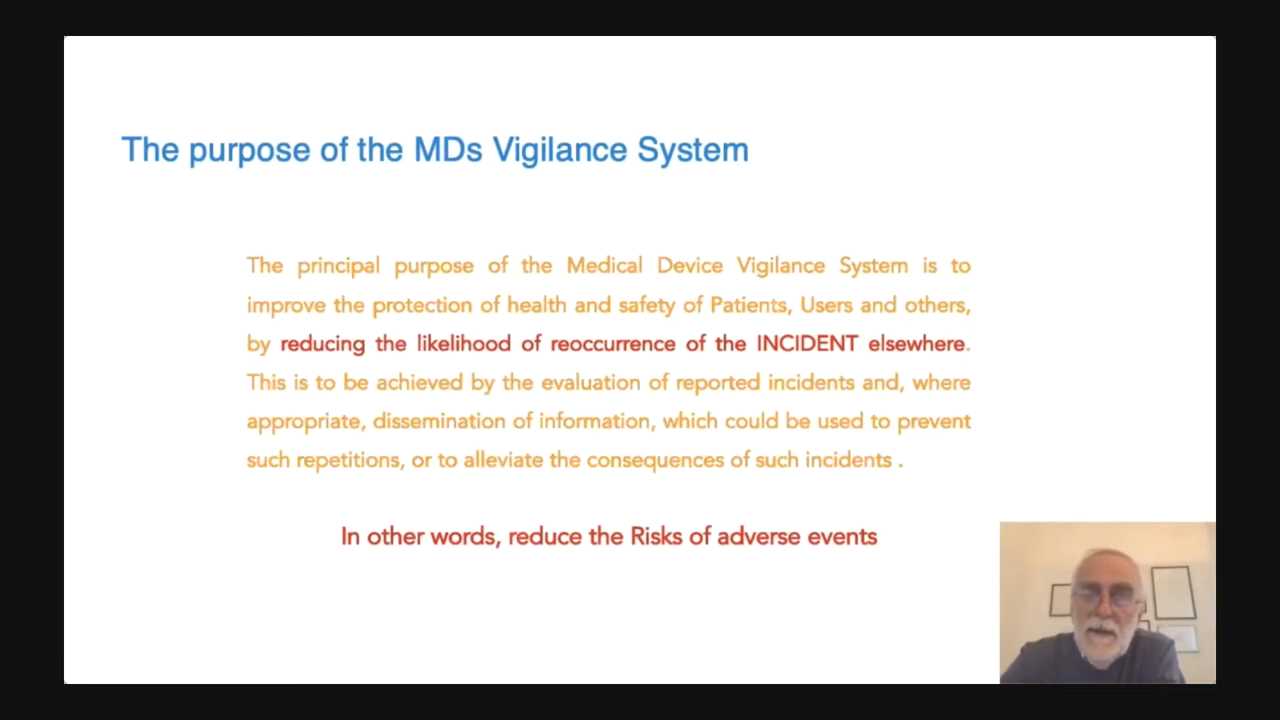 The purpose of the MDs Vigilance System
The principal purpose of the Medical Device Vigilance System is to
improve the protection of health and safety of Patients, Users and others,
by reducing the likelihood of reoccurrence of the INCIDENT elsewhere.
This is to be achieved by the evaluation of reported incidents and, where
appropriate, dissemination of information, which could be used to prevent
such repetitions, or to alleviate the consequences of such incidents .
In other words, reduce the Risks of adverse events